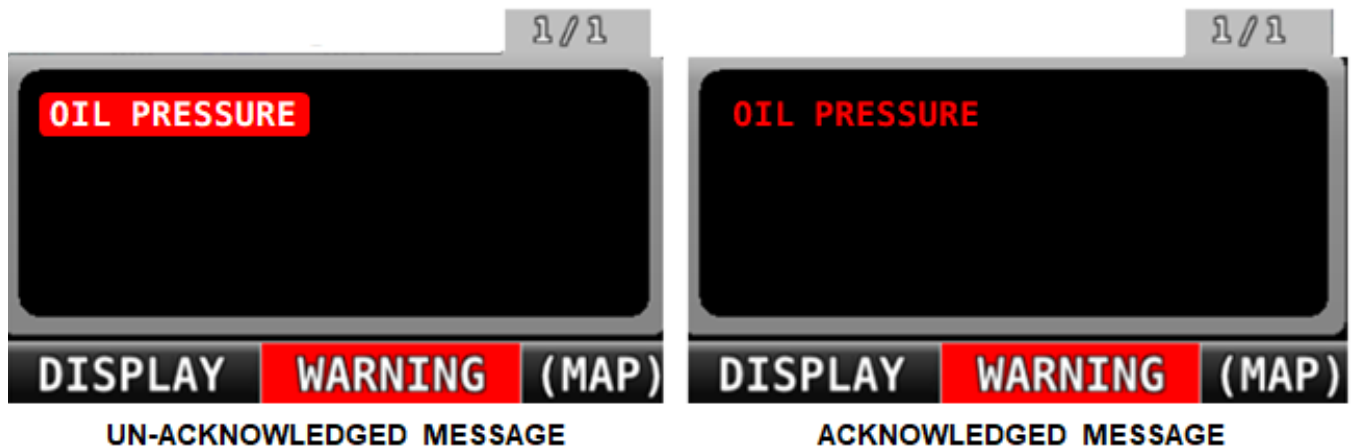 1/1 1/1
OIL PRESSURE OIL PRESSURE
DISPLAY WARNING (MAP) DISPLAY WARNING (MAP)
UN-ACKNOWLEDGED MESSAGE ACKNOWLEDGED MESSAGE